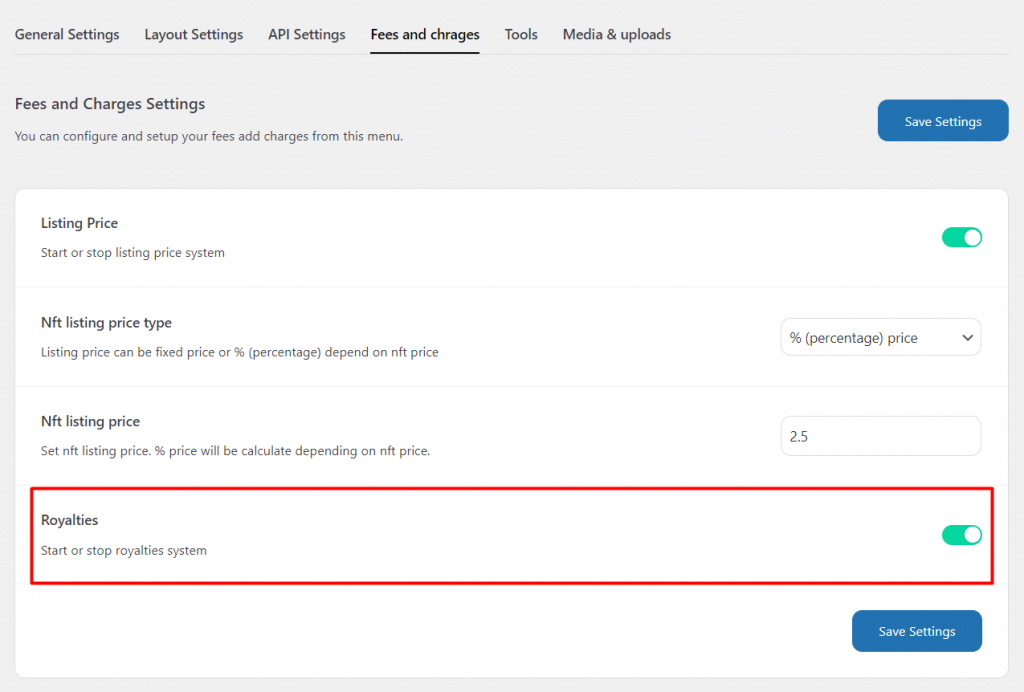 General Settings Layout Settings API Settings Fees and chrages Tools Media & uploads
Fees and Charges Settings
You can configure and setup your fees add charges from this menu.
Save Settings
Listing Price
Start or stop listing price system
Nft listing price type
Listing price can be fixed price or % (percentage) depend on nft price
% (percentage) price
Nft listing price
Set nft listing price. % price will be calculate depending on nft price.
2.5
Royalties
Start or stop royalties system
Save Settings